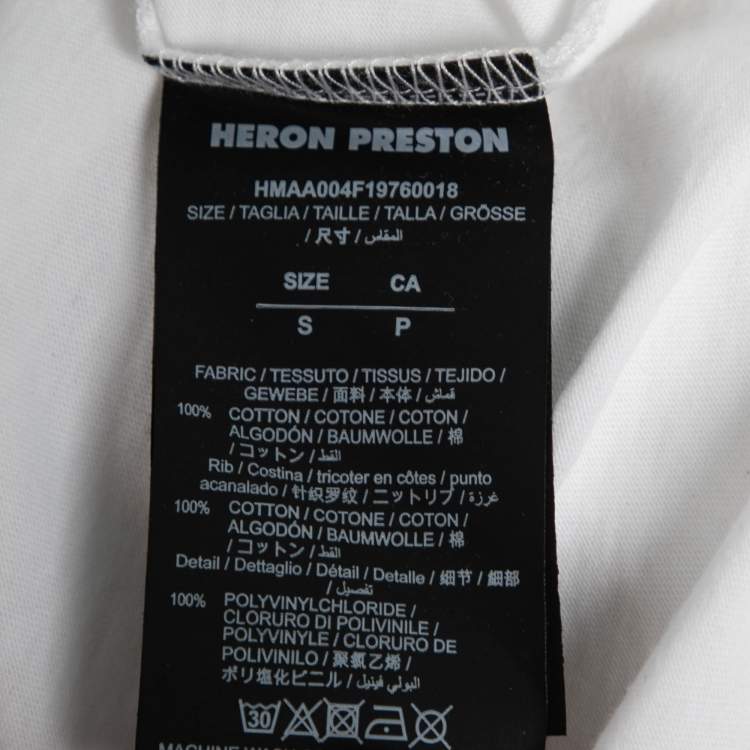 HERON PRESTON
HMAA004F19760018
SIZE / TAGLIA / TAILLE / TALLA / GRÖSSE
/ 尺寸 / المقاس
SIZE CA
S P
FABRIC / TESSUTO / TISSUS / TEJIDO /
GEWEBE / 面料 / 本体 / قماش
100% COTTON / COTONE / COTON /
ALGODÓN / BAUMWOLLE / 棉
/ コットン / القط
Rib / Costina / tricoter en côtes / punto
acanalado / 针织罗纹 / ニットリブ / غرزة
100% COTTON / COTONE / COTON /
ALGODÓN / BAUMWOLLE / 棉
/ コットン / القط
Detail / Dettaglio / Détail / Detalle / 细节 / 細部
/ تفصيل
100% POLYVINYLCHLORIDE /
CLORURO DI POLIVINILE /
POLYVINYLE / CLORURO DE
POLIVINILO / 聚氯乙烯 /
ポリ塩化ビニル / البولي فينيل
30
MACHINE